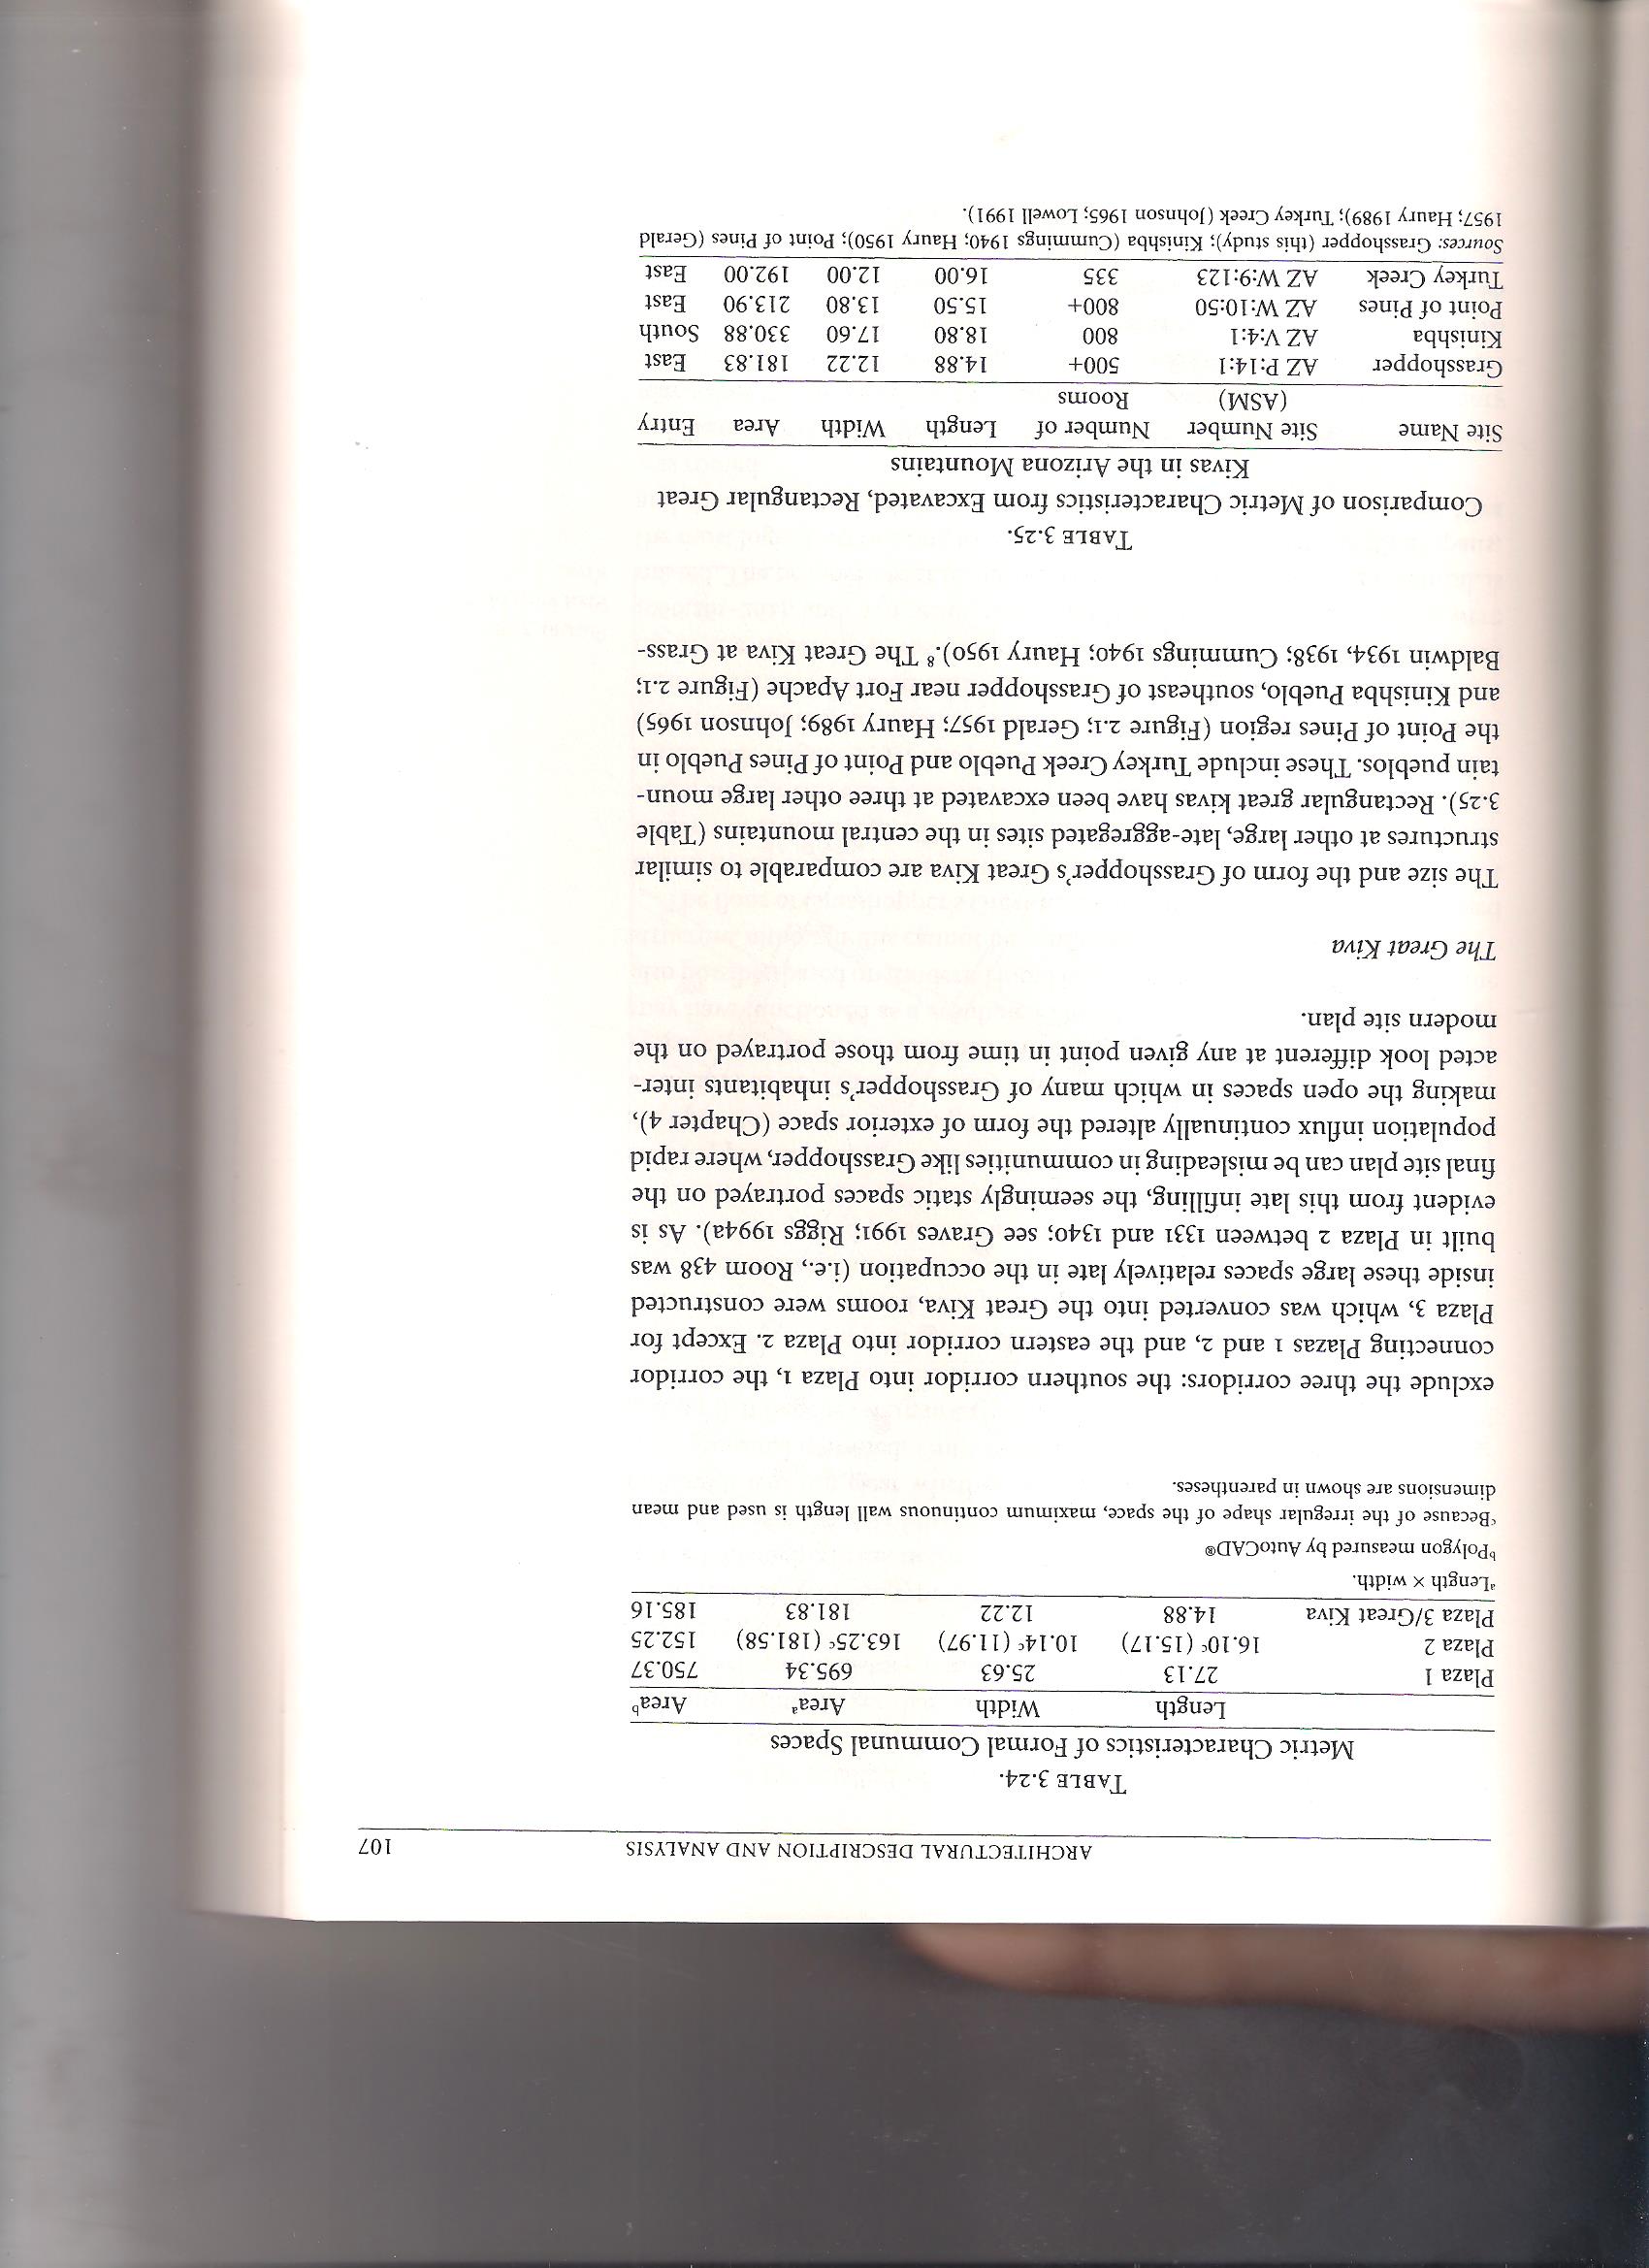 ARCHITECTURAL DESCRIPTION AND ANALYSIS 107
TABLE 3.24.
Metric Characteristics of Formal Communal Spaces
Length Width Areaᵃ Areaᵇ
Plaza 1 27.13 25.63 695.34 750.37
Plaza 2 16.10ᶜ (15.17) 10.14ᶜ (11.97) 163.25ᶜ (181.58) 152.25
Plaza 3/Great Kiva 14.88 12.22 181.83 185.16
ᵃLength × width.
ᵇPolygon measured by AutoCAD®
ᶜBecause of the irregular shape of the space, maximum continuous wall length is used and mean
dimensions are shown in parentheses.
exclude the three corridors: the southern corridor into Plaza 1, the corridor
connecting Plazas 1 and 2, and the eastern corridor into Plaza 2. Except for
Plaza 3, which was converted into the Great Kiva, rooms were constructed
inside these large spaces relatively late in the occupation (i.e., Room 438 was
built in Plaza 2 between 1331 and 1340; see Graves 1991; Riggs 1994a). As is
evident from this late infilling, the seemingly static spaces portrayed on the
final site plan can be misleading in communities like Grasshopper, where rapid
population influx continually altered the form of exterior space (Chapter 4),
making the open spaces in which many of Grasshopper's inhabitants inter-
acted look different at any given point in time from those portrayed on the
modern site plan.
The Great Kiva
The size and the form of Grasshopper's Great Kiva are comparable to similar
structures at other large, late-aggregated sites in the central mountains (Table
3.25). Rectangular great kivas have been excavated at three other large moun-
tain pueblos. These include Turkey Creek Pueblo and Point of Pines Pueblo in
the Point of Pines region (Figure 2.1; Gerald 1957; Haury 1989; Johnson 1965)
and Kinishba Pueblo, southeast of Grasshopper near Fort Apache (Figure 2.1;
Baldwin 1934, 1938; Cummings 1940; Haury 1950).⁸ The Great Kiva at Grass-
TABLE 3.25.
Comparison of Metric Characteristics from Excavated, Rectangular Great
Kivas in the Arizona Mountains
Site Name Site Number Number of Length Width Area Entry
(ASM) Rooms
Grasshopper AZ P:14:1 500+ 14.88 12.22 181.83 East
Kinishba AZ V:4:1 800 18.80 17.60 330.88 South
Point of Pines AZ W:10:50 800+ 15.50 13.80 213.90 East
Turkey Creek AZ W:9:123 335 16.00 12.00 192.00 East
Sources: Grasshopper (this study); Kinishba (Cummings 1940; Haury 1950); Point of Pines (Gerald
1957; Haury 1989); Turkey Creek (Johnson 1965; Lowell 1991).